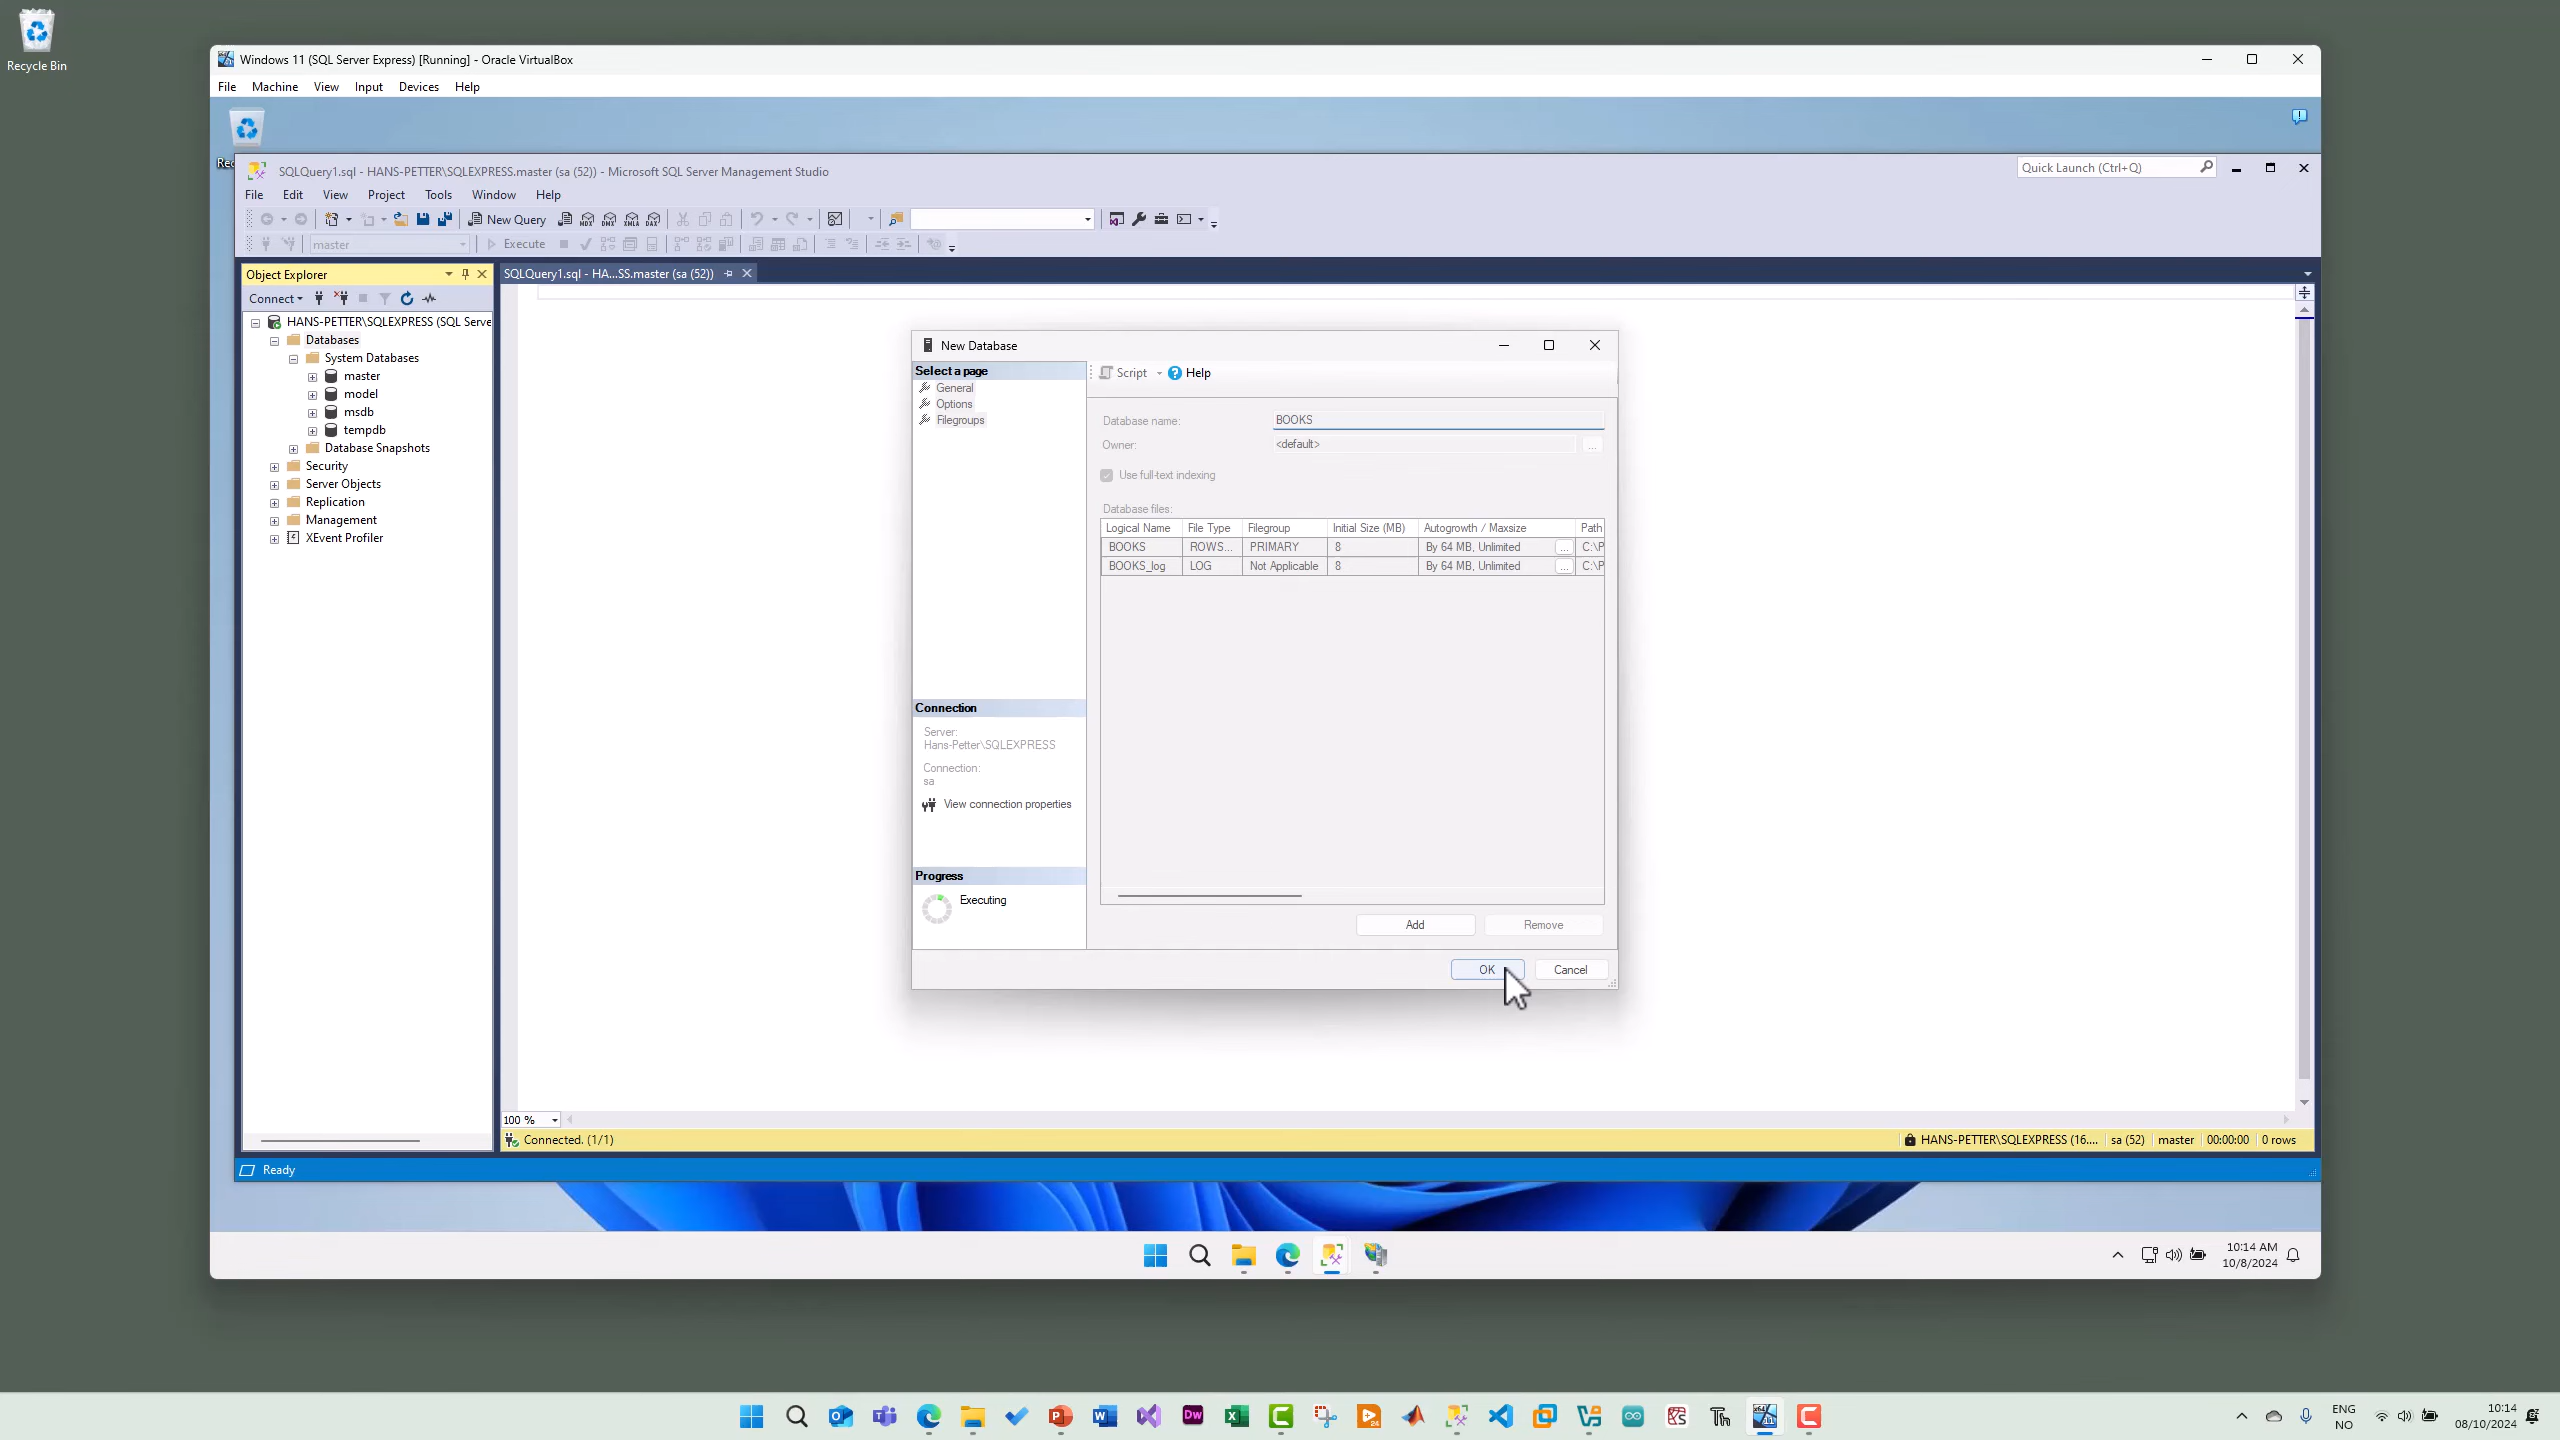 Recycle Bin
Windows 11 (SQL Server Express) [Running] - Oracle VirtualBox
File Machine View Input Devices Help
Rec
SQLQuery1.sql - HANS-PETTER\SQLEXPRESS.master (sa (52)) - Microsoft SQL Server Management Studio
Quick Launch (Ctrl+Q)
File Edit View Project Tools Window Help
New Query
MDX DMX XMLA DAX
master
Execute
Object Explorer
SQLQuery1.sql - HA...SS.master (sa (52))
Connect
HANS-PETTER\SQLEXPRESS (SQL Serve
Databases
System Databases
master
model
msdb
tempdb
Database Snapshots
Security
Server Objects
Replication
Management
XEvent Profiler
New Database
Select a page
General
Options
Filegroups
Script Help
Database name: BOOKS
Owner: <default> ...
Use full-text indexing
Database files:
Logical Name File Type Filegroup Initial Size (MB) Autogrowth / Maxsize Path
BOOKS ROWS... PRIMARY 8 By 64 MB, Unlimited ... C:\P
BOOKS_log LOG Not Applicable 8 By 64 MB, Unlimited ... C:\P
Connection
Server:
Hans-Petter\SQLEXPRESS
Connection:
sa
View connection properties
Progress
Executing
Add Remove
OK Cancel
100 %
Connected. (1/1)
HANS-PETTER\SQLEXPRESS (16.... sa (52) master 00:00:00 0 rows
Ready
10:14 AM
10/8/2024
ENG
NO
10:14
08/10/2024